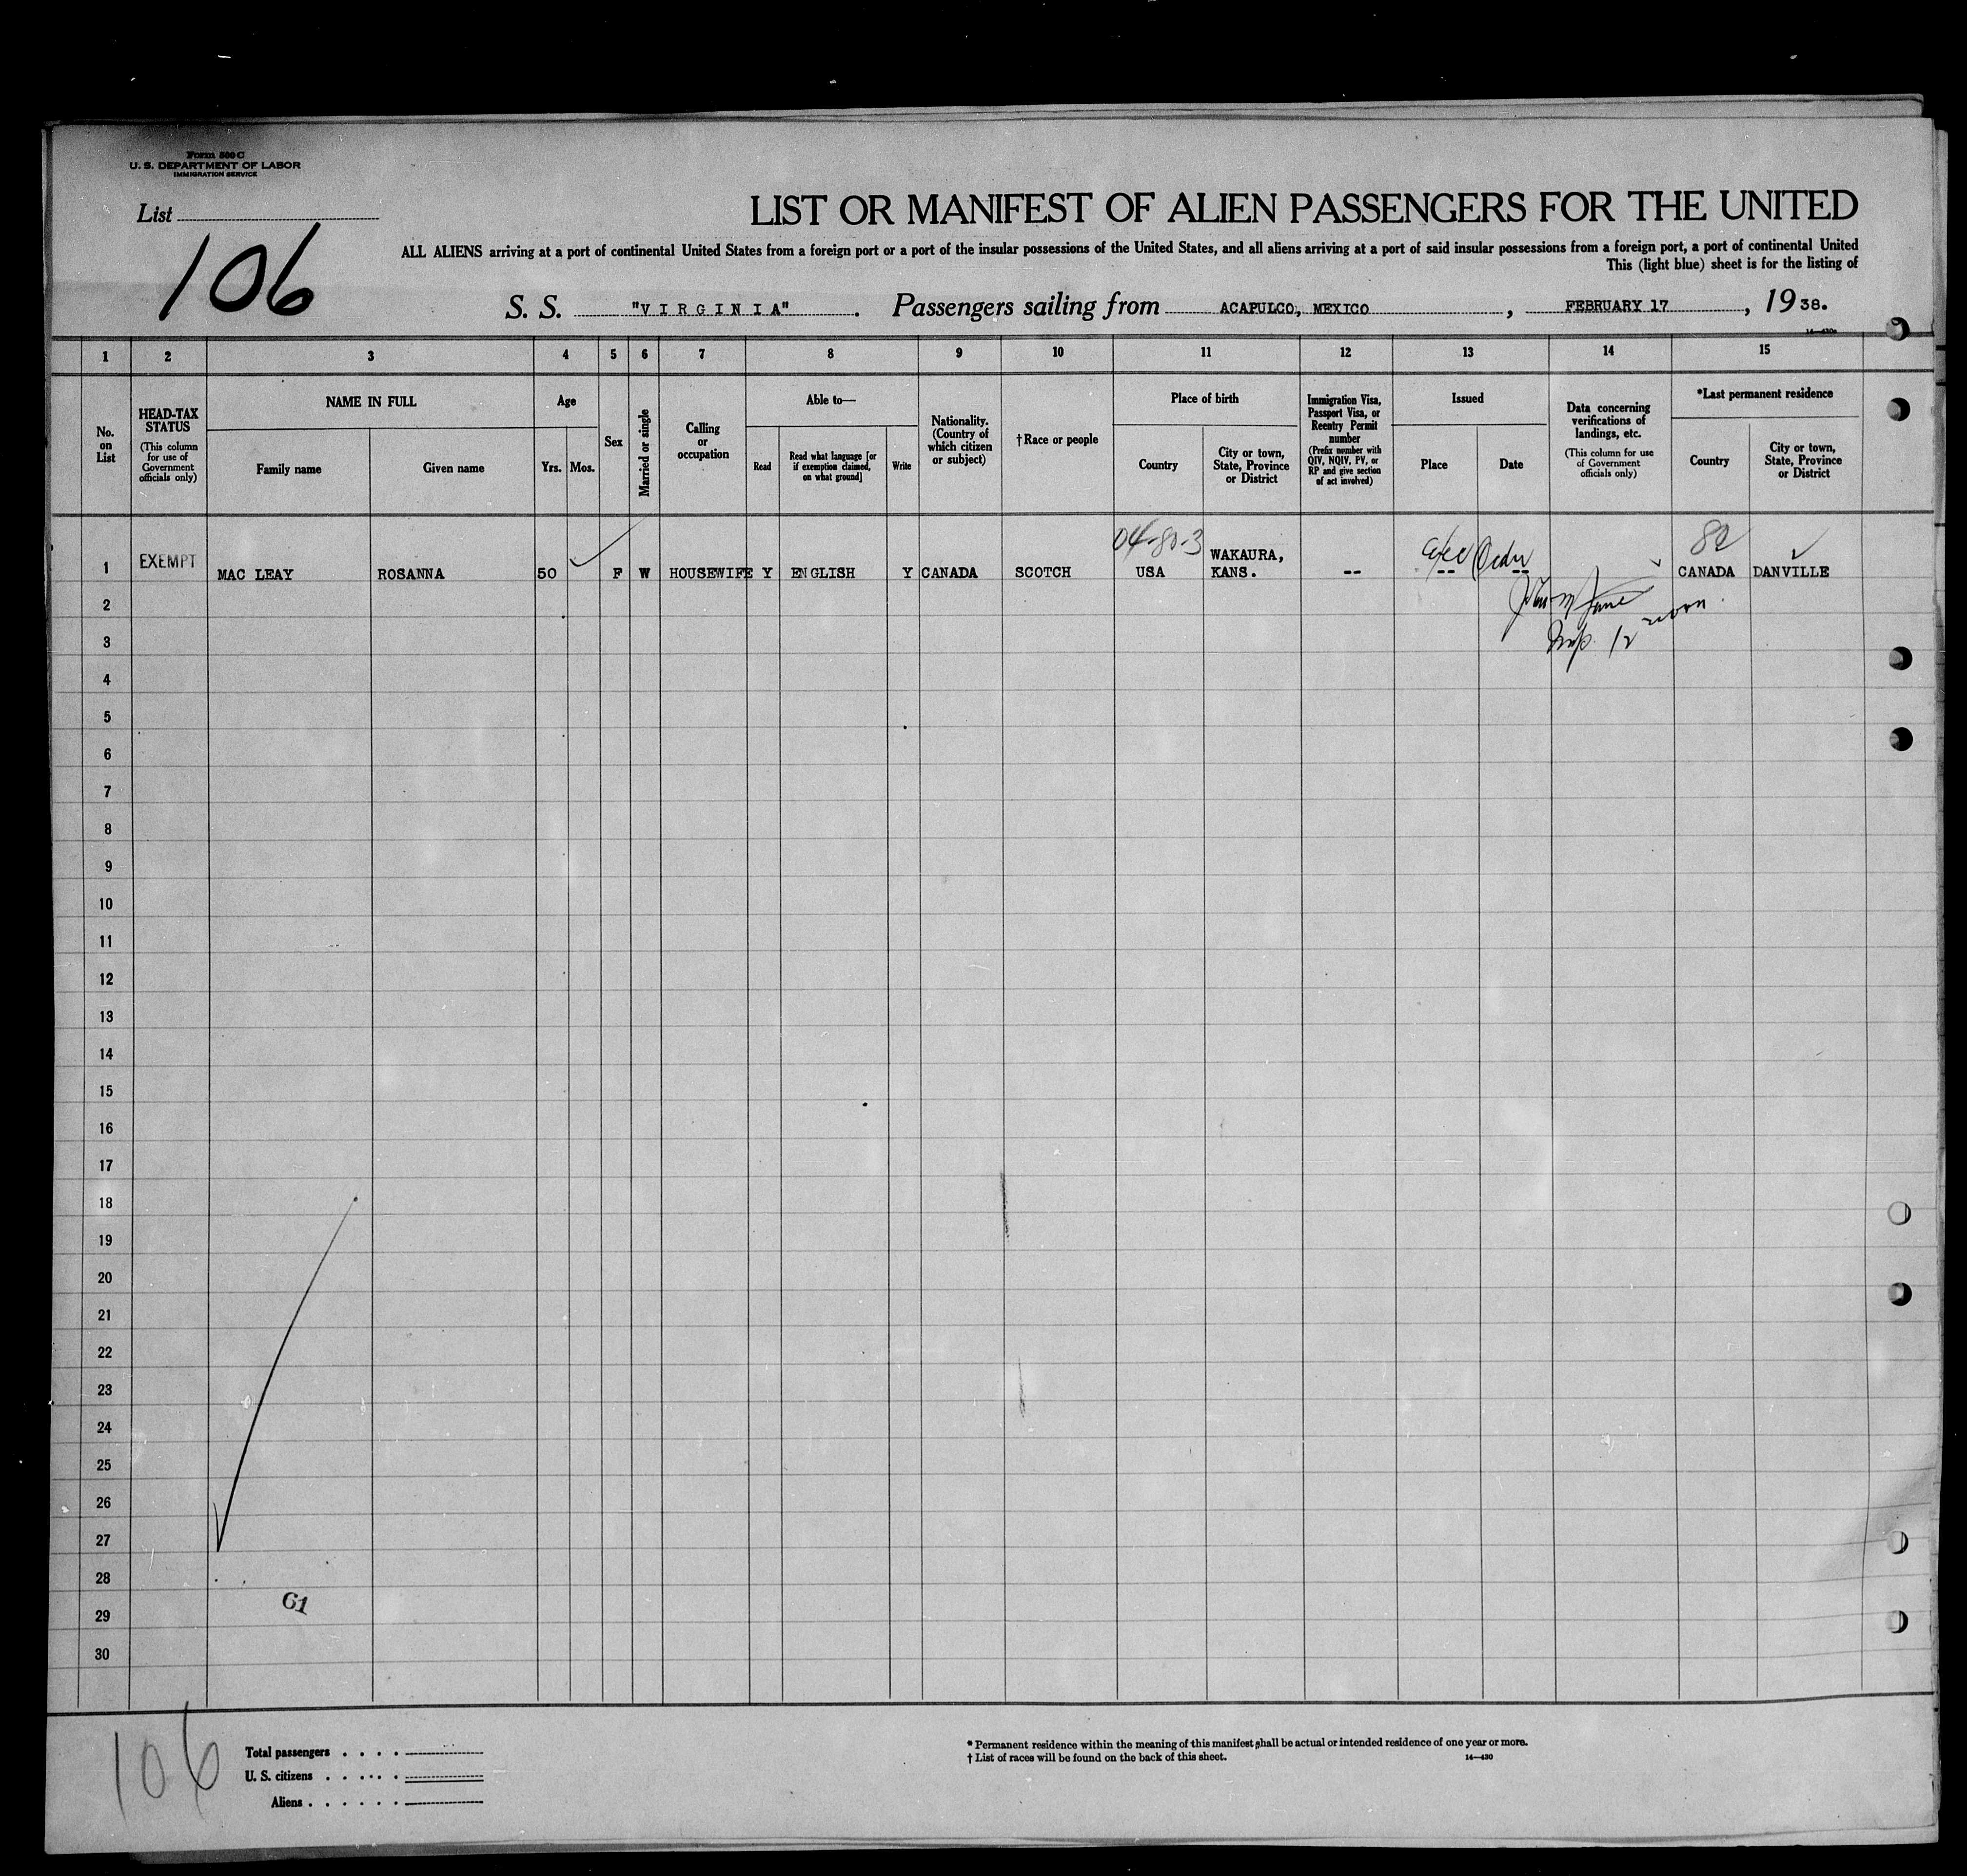 Form 500 C
U. S. DEPARTMENT OF LABOR
IMMIGRATION SERVICE
List
106
LIST OR MANIFEST OF ALIEN PASSENGERS FOR THE UNITED
ALL ALIENS arriving at a port of continental United States from a foreign port or a port of the insular possessions of the United States, and all aliens arriving at a port of said insular possessions from a foreign port, a port of continental United
This (light blue) sheet is for the listing of
S. S. "VIRGINIA" . Passengers sailing from ACAPULCO, MEXICO , FEBRUARY 17 , 19 38.
14—430
1 2 3 4 5 6 7 8 9 10 11 12 13 14 15
No. on List
HEAD-TAX STATUS
(This column for use of Government officials only)
NAME IN FULL
Family name
Given name
Age
Yrs. Mos.
Sex
Married or single
Calling or occupation
Able to—
Read
Read what language [or if exemption claimed, on what ground]
Write
Nationality. (Country of which citizen or subject)
†Race or people
Place of birth
Country
City or town, State, Province or District
Immigration Visa, Passport Visa, or Reentry Permit number
(Prefix number with QIV, NQIV, PV, or RP and give section of act involved)
Issued
Place
Date
Data concerning verifications of landings, etc.
(This column for use of Government officials only)
*Last permanent residence
Country
City or town, State, Province or District
04-80-3
80
1 EXEMPT MAC LEAY ROSANNA 50 F W HOUSEWIFE Y ENGLISH Y CANADA SCOTCH USA WAKAURA, KANS. -- -- -- CANADA DANVILLE
2
3
4
5
6
7
8
9
10
11
12
13
14
15
16
17
18
19
20
21
22
23
24
25
26
27
28
29
30
61
106
Total passengers . . . .
U. S. citizens . . . . . .
Aliens . . . . . .
* Permanent residence within the meaning of this manifest shall be actual or intended residence of one year or more.
† List of races will be found on the back of this sheet.
14—430